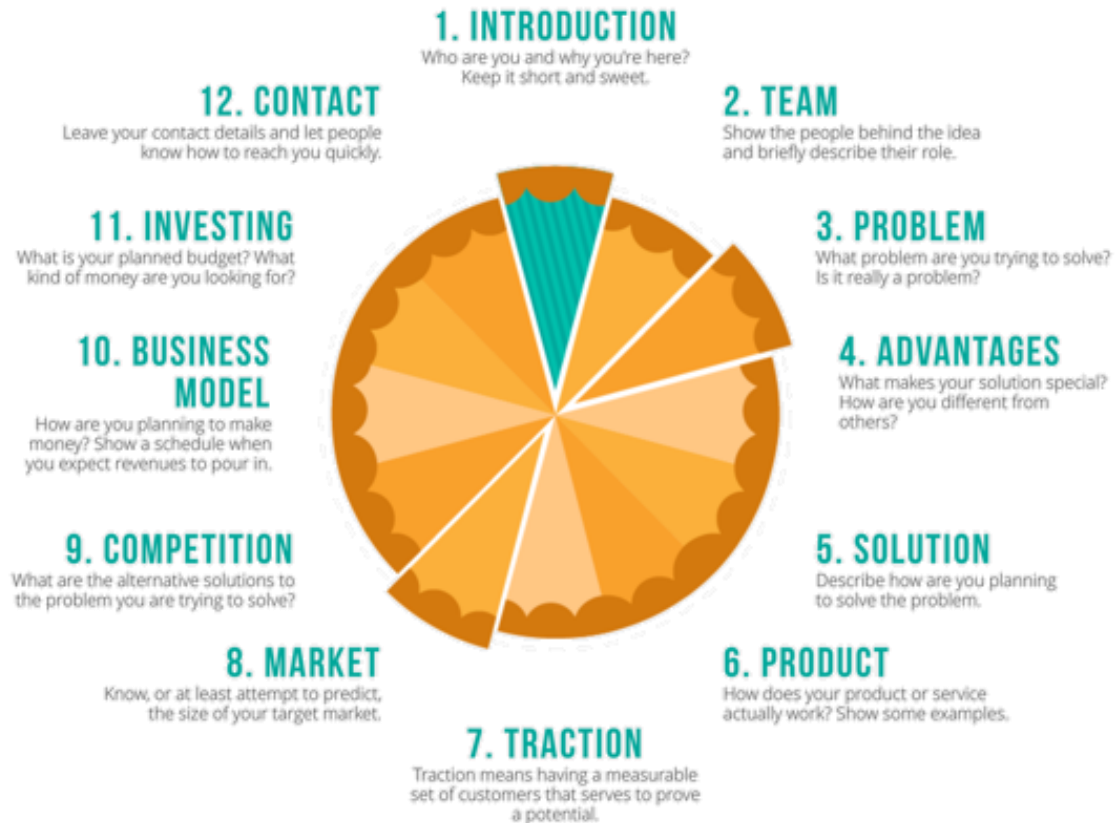 1. INTRODUCTION
Who are you and why you're here?
Keep it short and sweet.
2. TEAM
Show the people behind the idea
and briefly describe their role.
3. PROBLEM
What problem are you trying to solve?
Is it really a problem?
4. ADVANTAGES
What makes your solution special?
How are you different from
others?
5. SOLUTION
Describe how are you planning
to solve the problem.
6. PRODUCT
How does your product or service
actually work? Show some examples.
7. TRACTION
Traction means having a measurable
set of customers that serves to prove
a potential.
8. MARKET
Know, or at least attempt to predict,
the size of your target market.
9. COMPETITION
What are the alternative solutions to
the problem you are trying to solve?
10. BUSINESS
MODEL
How are you planning to make
money? Show a schedule when
you expect revenues to pour in.
11. INVESTING
What is your planned budget? What
kind of money are you looking for?
12. CONTACT
Leave your contact details and let people
know how to reach you quickly.